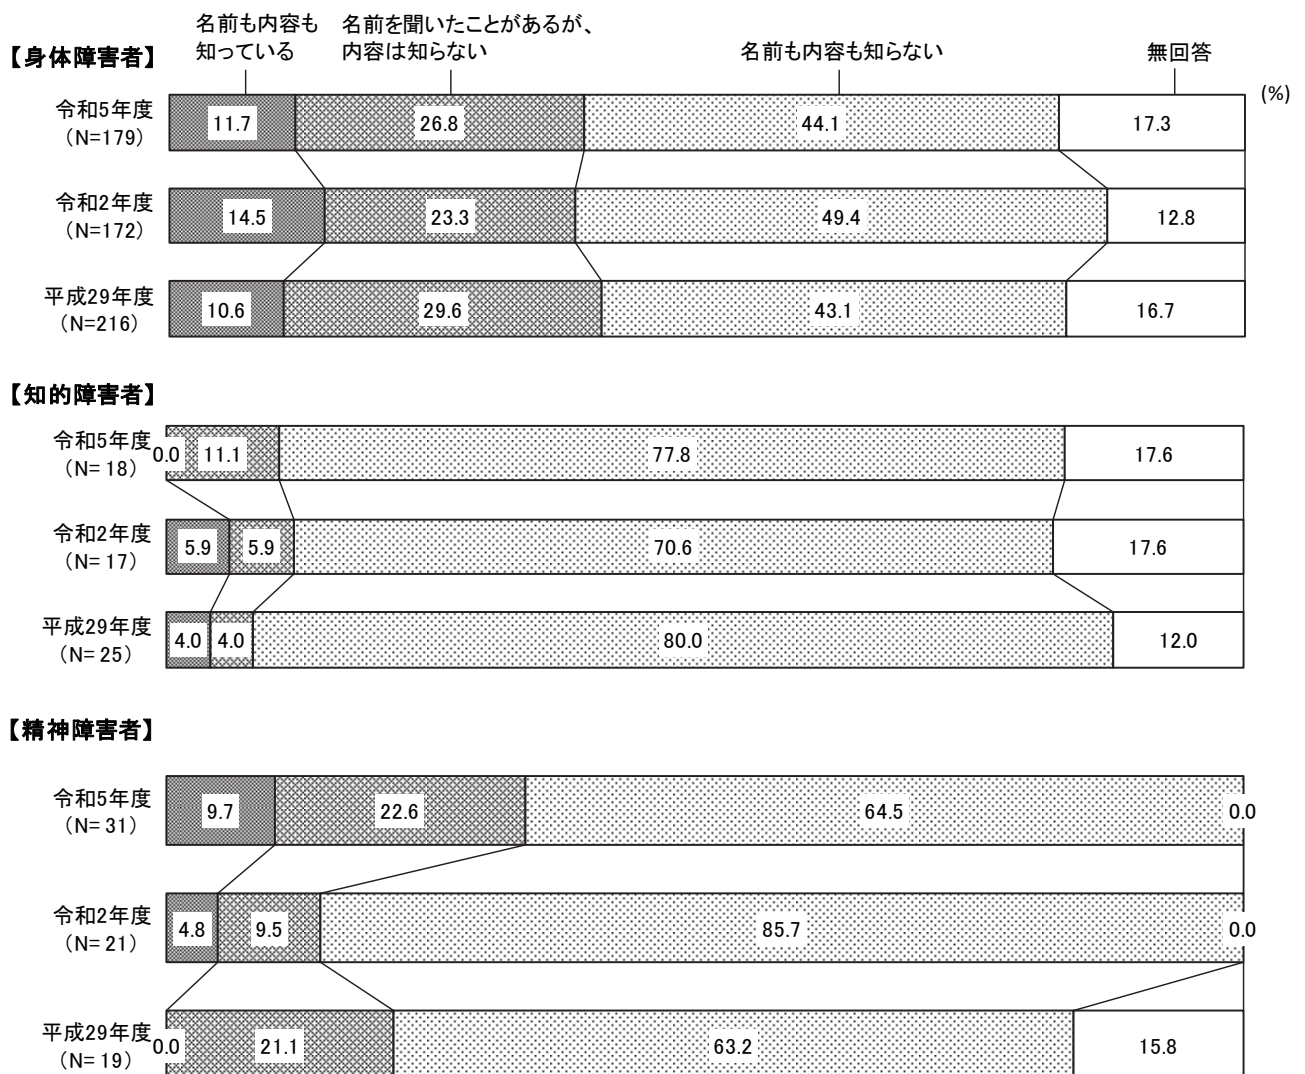 名前も内容も
知っている
名前を聞いたことがあるが、
内容は知らない
名前も内容も知らない
無回答
(%)
【身体障害者】
令和5年度
（N=179）
11.7
26.8
44.1
17.3
令和2年度
（N=172）
14.5
23.3
49.4
12.8
平成29年度
（N=216）
10.6
29.6
43.1
16.7
【知的障害者】
令和5年度
（N= 18）
0.0
11.1
77.8
17.6
令和2年度
（N= 17）
5.9
5.9
70.6
17.6
平成29年度
（N= 25）
4.0
4.0
80.0
12.0
【精神障害者】
令和5年度
（N= 31）
9.7
22.6
64.5
0.0
令和2年度
（N= 21）
4.8
9.5
85.7
0.0
平成29年度
（N= 19）
0.0
21.1
63.2
15.8